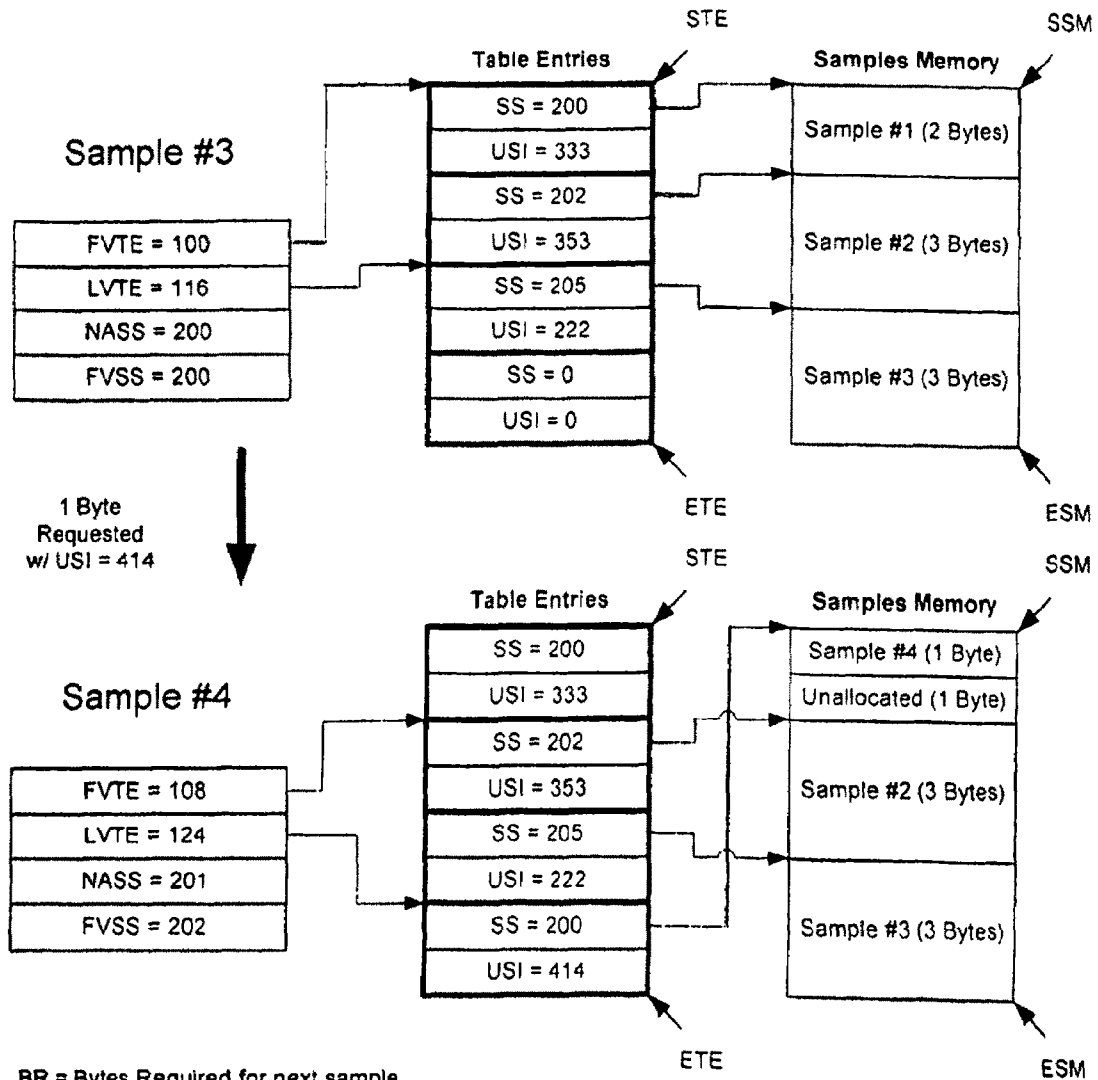 STE
SSM
Table Entries
Samples Memory
Sample #3
FVTE = 100
LVTE = 116
NASS = 200
FVSS = 200
SS = 200
USI = 333
SS = 202
USI = 353
SS = 205
USI = 222
SS = 0
USI = 0
Sample #1 (2 Bytes)
Sample #2 (3 Bytes)
Sample #3 (3 Bytes)
ETE
ESM
1 Byte
Requested
w/ USI = 414
STE
SSM
Table Entries
Samples Memory
Sample #4
FVTE = 108
LVTE = 124
NASS = 201
FVSS = 202
SS = 200
USI = 333
SS = 202
USI = 353
SS = 205
USI = 222
SS = 200
USI = 414
Sample #4 (1 Byte)
Unallocated (1 Byte)
Sample #2 (3 Bytes)
Sample #3 (3 Bytes)
ETE
ESM
BR = Bytes Required for next sample